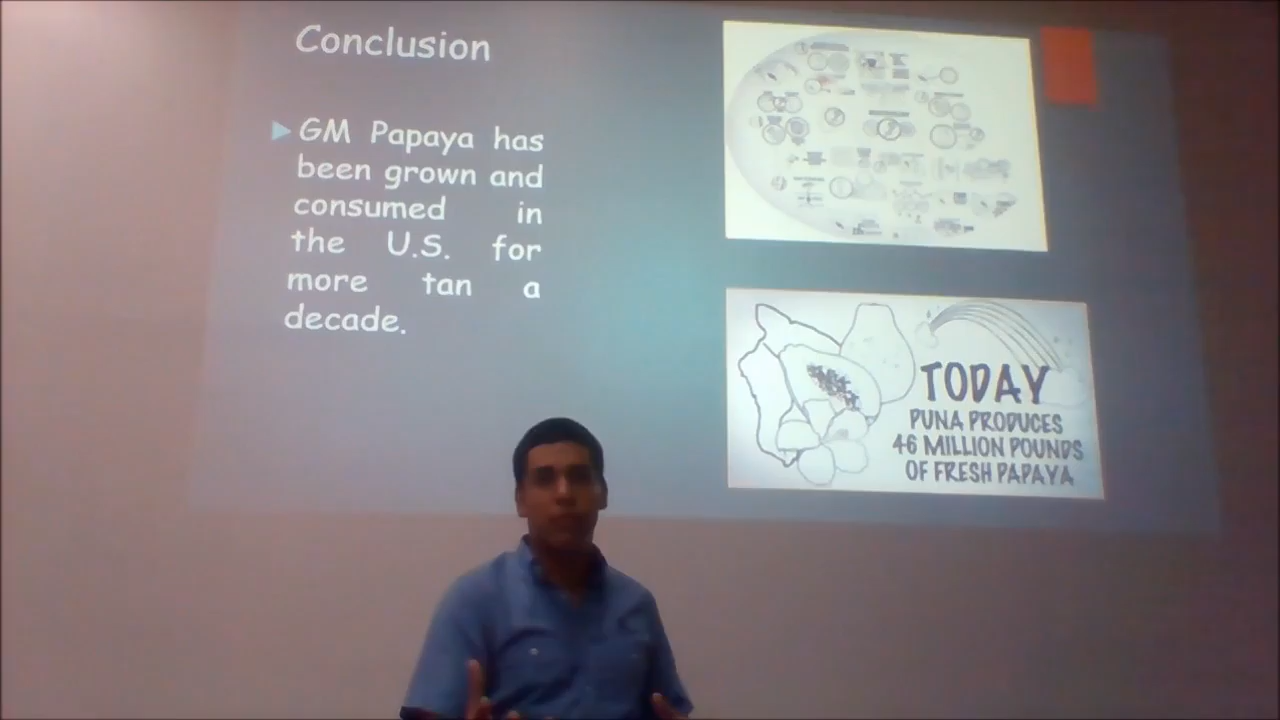 Conclusion
GM Papaya has
been grown and
consumed in
the U.S. for
more tan a
decade.
TODAY
PUNA PRODUCES
46 MILLION POUNDS
OF FRESH PAPAYA